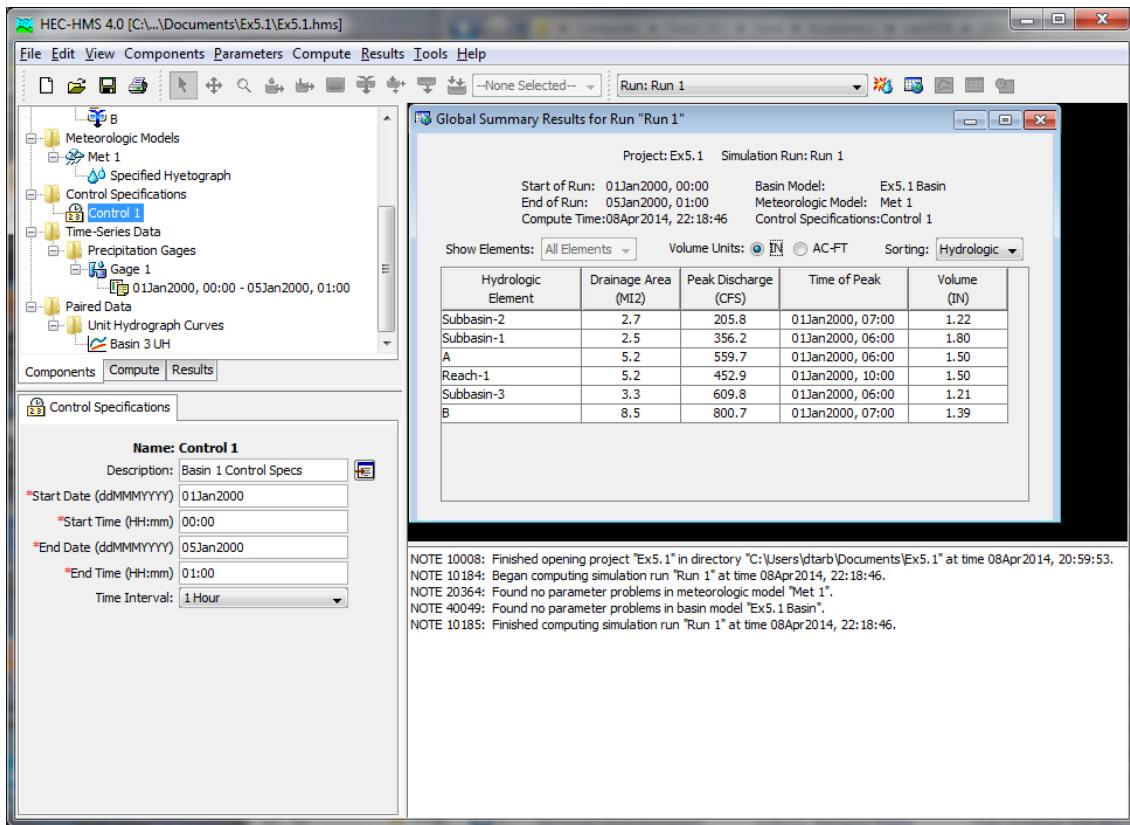 HEC-HMS 4.0 [C:\...\Documents\Ex5.1\Ex5.1.hms]
File Edit View Components Parameters Compute Results Tools Help
--None Selected-- Run: Run 1
B
Meteorologic Models
Met 1
Specified Hyetograph
Control Specifications
Control 1
Time-Series Data
Precipitation Gages
Gage 1
01Jan2000, 00:00 - 05Jan2000, 01:00
Paired Data
Unit Hydrograph Curves
Basin 3 UH
Components Compute Results
Control Specifications
Name: Control 1
Description: Basin 1 Control Specs
*Start Date (ddMMMYYYY) 01Jan2000
*Start Time (HH:mm) 00:00
*End Date (ddMMMYYYY) 05Jan2000
*End Time (HH:mm) 01:00
Time Interval: 1 Hour
Global Summary Results for Run "Run 1"
Project: Ex5.1 Simulation Run: Run 1
Start of Run: 01Jan2000, 00:00 Basin Model: Ex5.1 Basin
End of Run: 05Jan2000, 01:00 Meteorologic Model: Met 1
Compute Time:08Apr2014, 22:18:46 Control Specifications:Control 1
Show Elements: All Elements Volume Units: IN AC-FT Sorting: Hydrologic
Hydrologic Drainage Area Peak Discharge Time of Peak Volume
Element (MI2) (CFS) (IN)
Subbasin-2 2.7 205.8 01Jan2000, 07:00 1.22
Subbasin-1 2.5 356.2 01Jan2000, 06:00 1.80
A 5.2 559.7 01Jan2000, 06:00 1.50
Reach-1 5.2 452.9 01Jan2000, 10:00 1.50
Subbasin-3 3.3 609.8 01Jan2000, 06:00 1.21
B 8.5 800.7 01Jan2000, 07:00 1.39
NOTE 10008: Finished opening project "Ex5.1" in directory "C:\Users\dtarb\Documents\Ex5.1" at time 08Apr2014, 20:59:53.
NOTE 10184: Began computing simulation run "Run 1" at time 08Apr2014, 22:18:46.
NOTE 20364: Found no parameter problems in meteorologic model "Met 1".
NOTE 40049: Found no parameter problems in basin model "Ex5.1 Basin".
NOTE 10185: Finished computing simulation run "Run 1" at time 08Apr2014, 22:18:46.